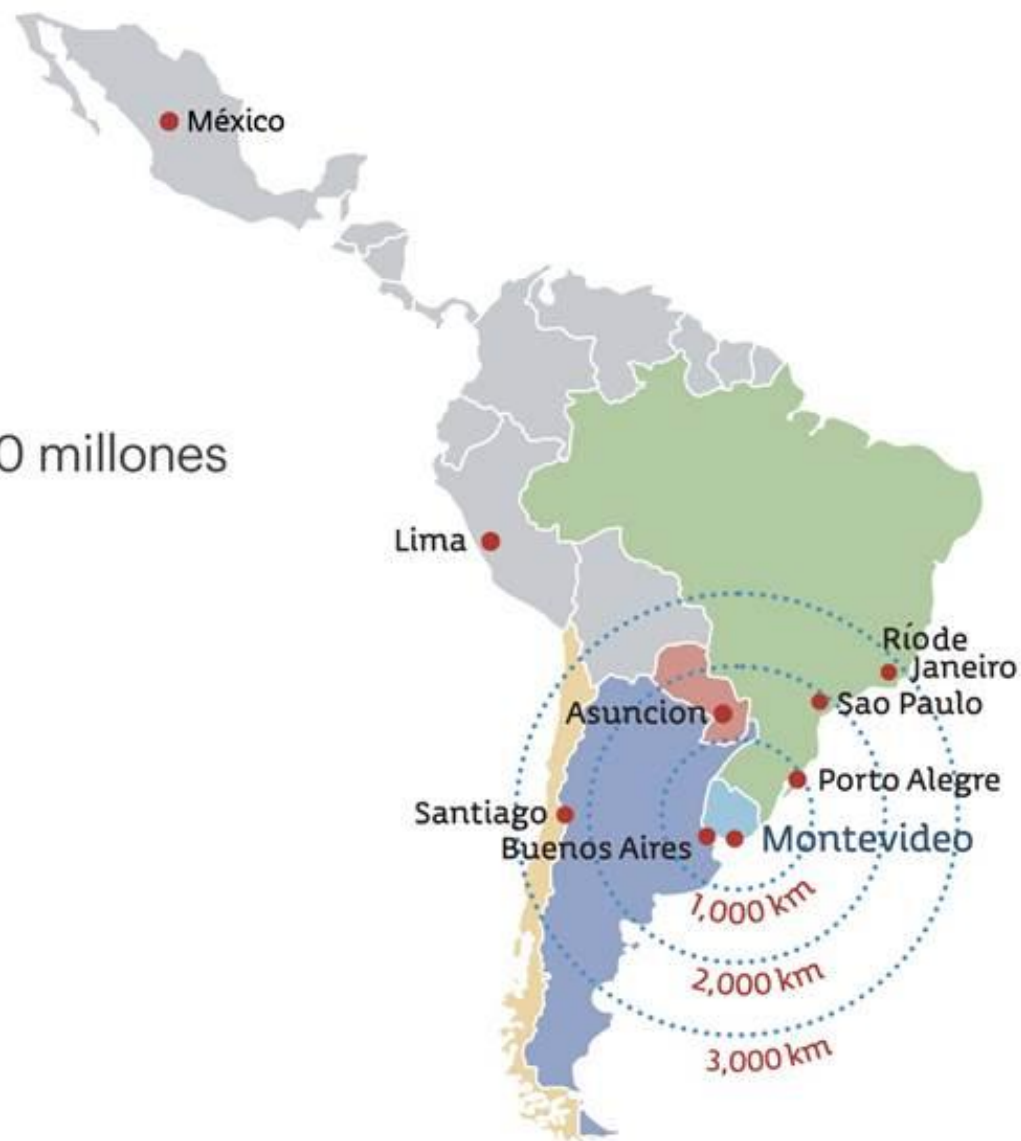 México
0 millones
Lima
Ríode
Janeiro
Sao Paulo
Asuncion
Porto Alegre
Santiago
Buenos Aires
Montevideo
1,000 km
2,000 km
3,000 km